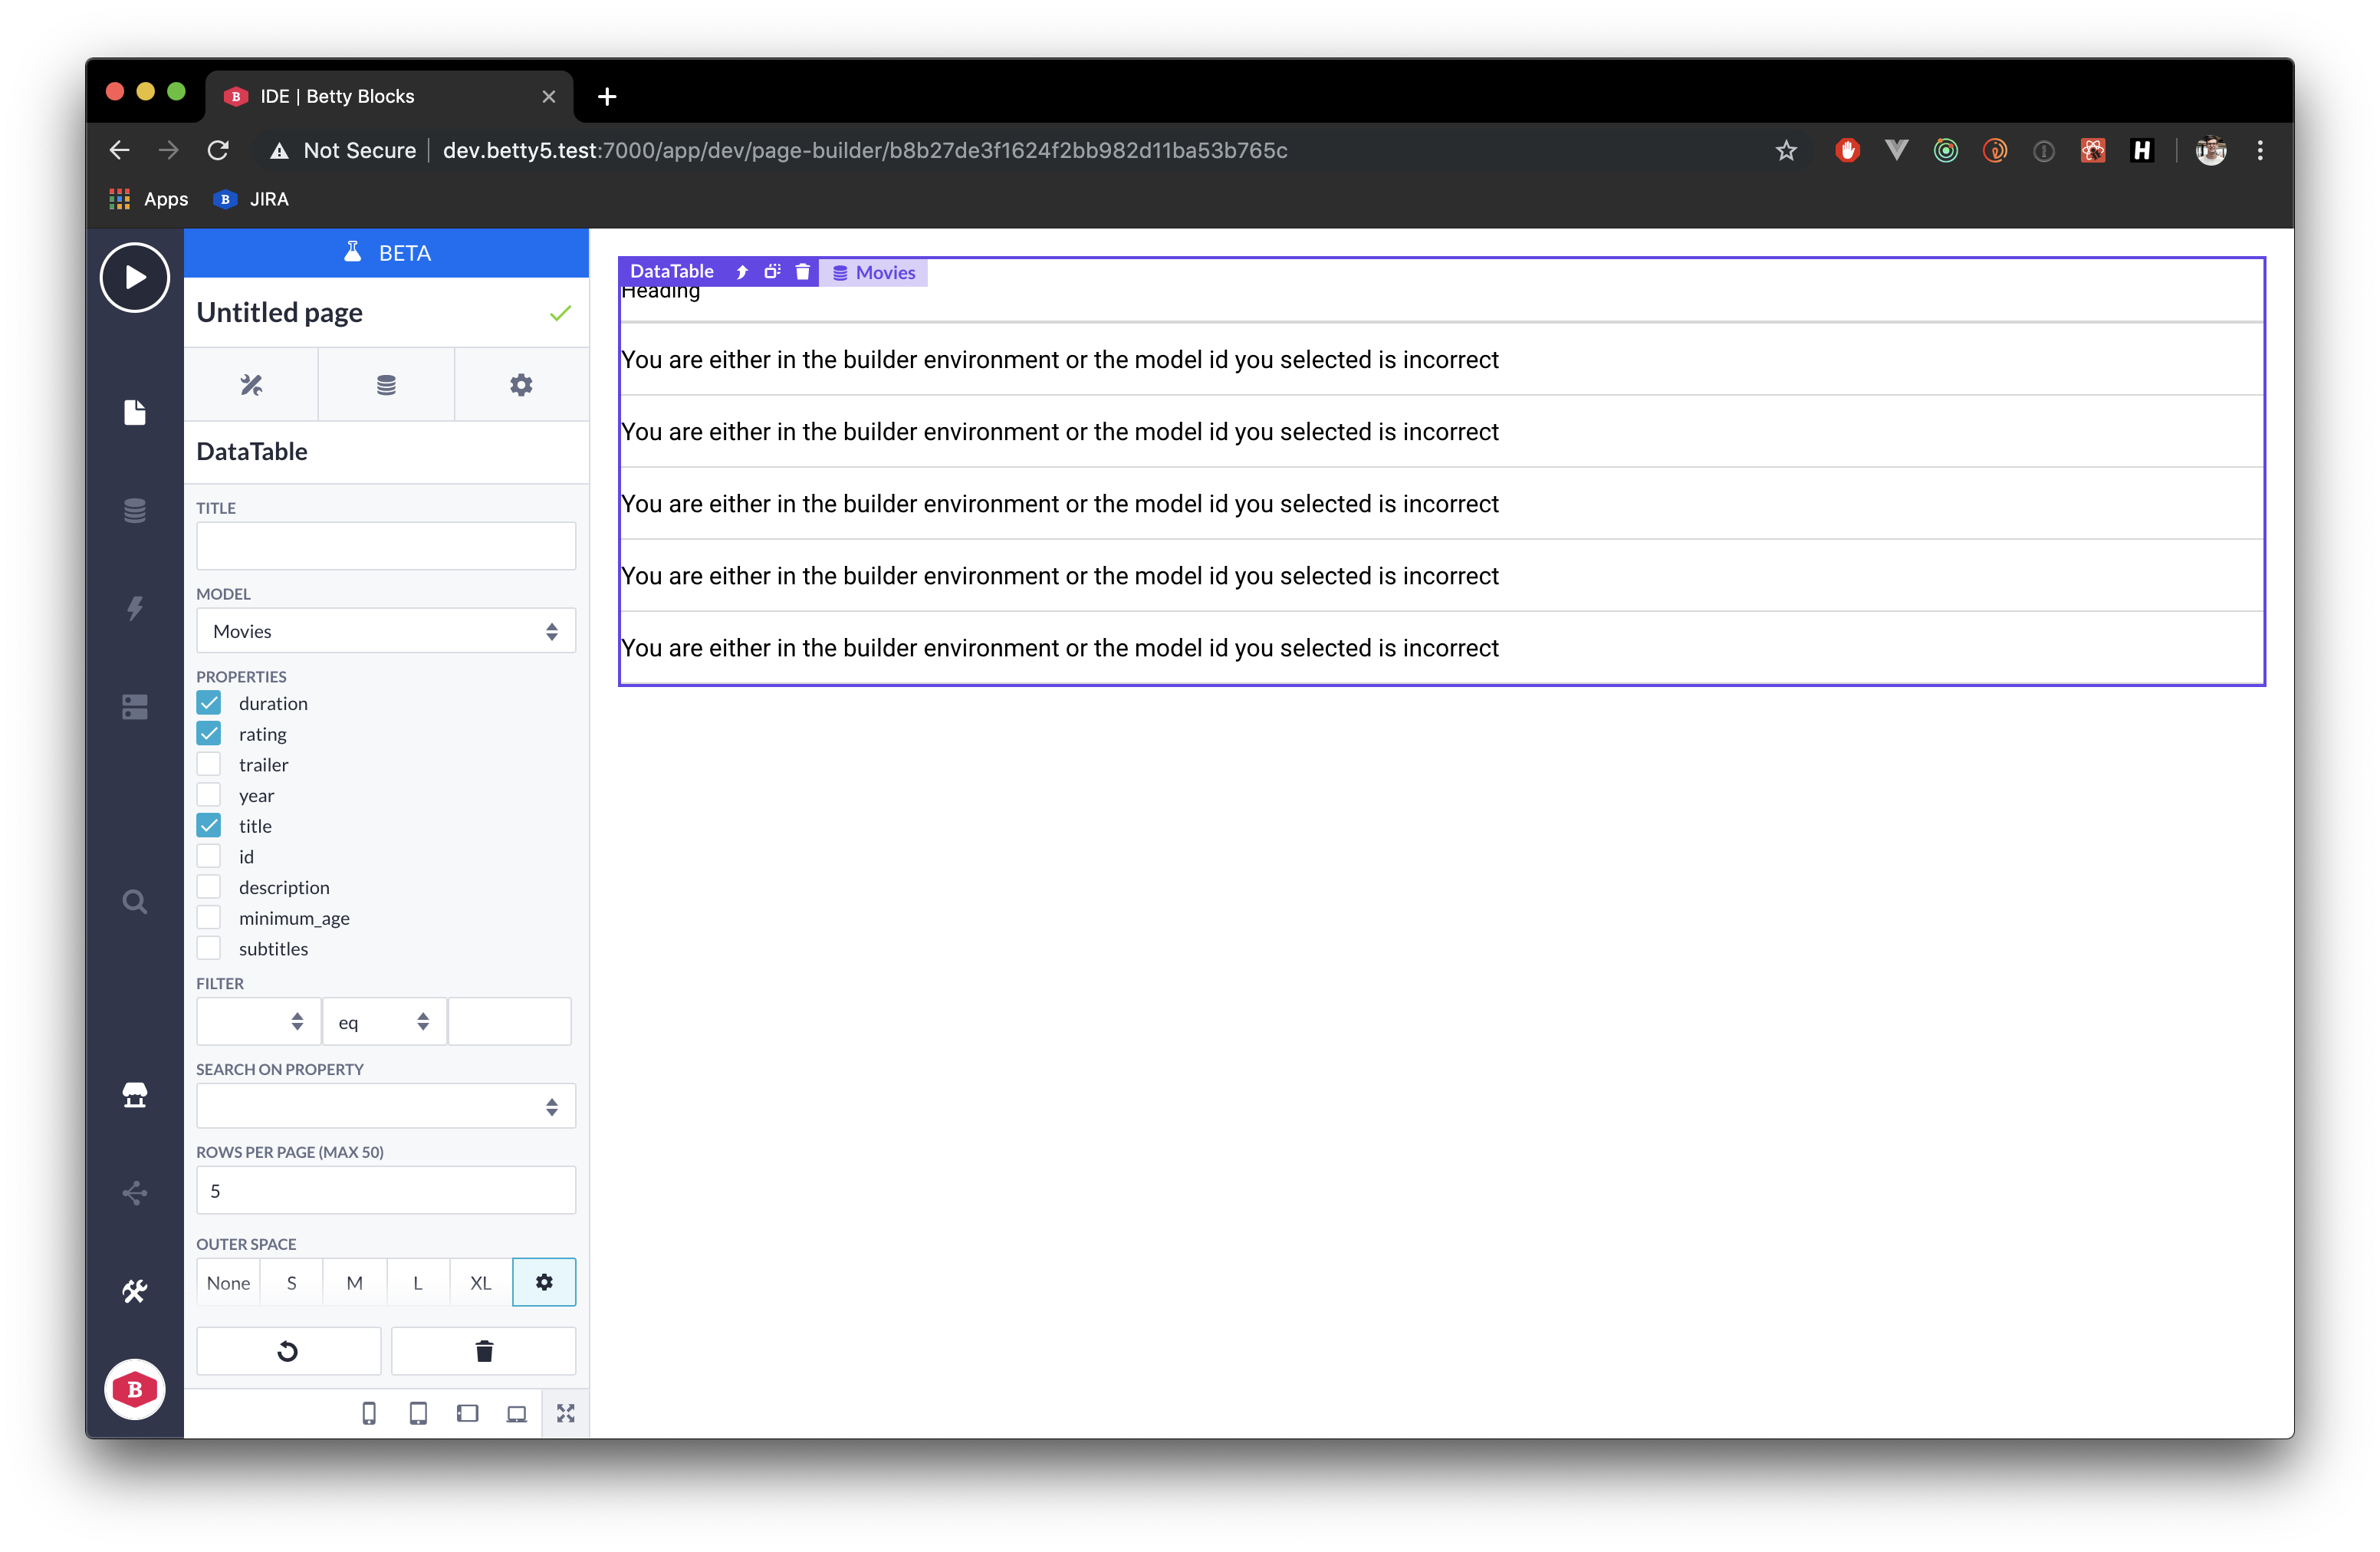 IDE | Betty Blocks
Not Secure | dev.betty5.test:7000/app/dev/page-builder/b8b27de3f1624f2bb982d11ba53b765c
Apps
JIRA
BETA
Untitled page
DataTable
TITLE
MODEL
Movies
PROPERTIES
duration
rating
trailer
year
title
id
description
minimum_age
subtitles
FILTER
eq
SEARCH ON PROPERTY
ROWS PER PAGE (MAX 50)
5
OUTER SPACE
None S M L XL
B
DataTable Movies
Heading
You are either in the builder environment or the model id you selected is incorrect
You are either in the builder environment or the model id you selected is incorrect
You are either in the builder environment or the model id you selected is incorrect
You are either in the builder environment or the model id you selected is incorrect
You are either in the builder environment or the model id you selected is incorrect